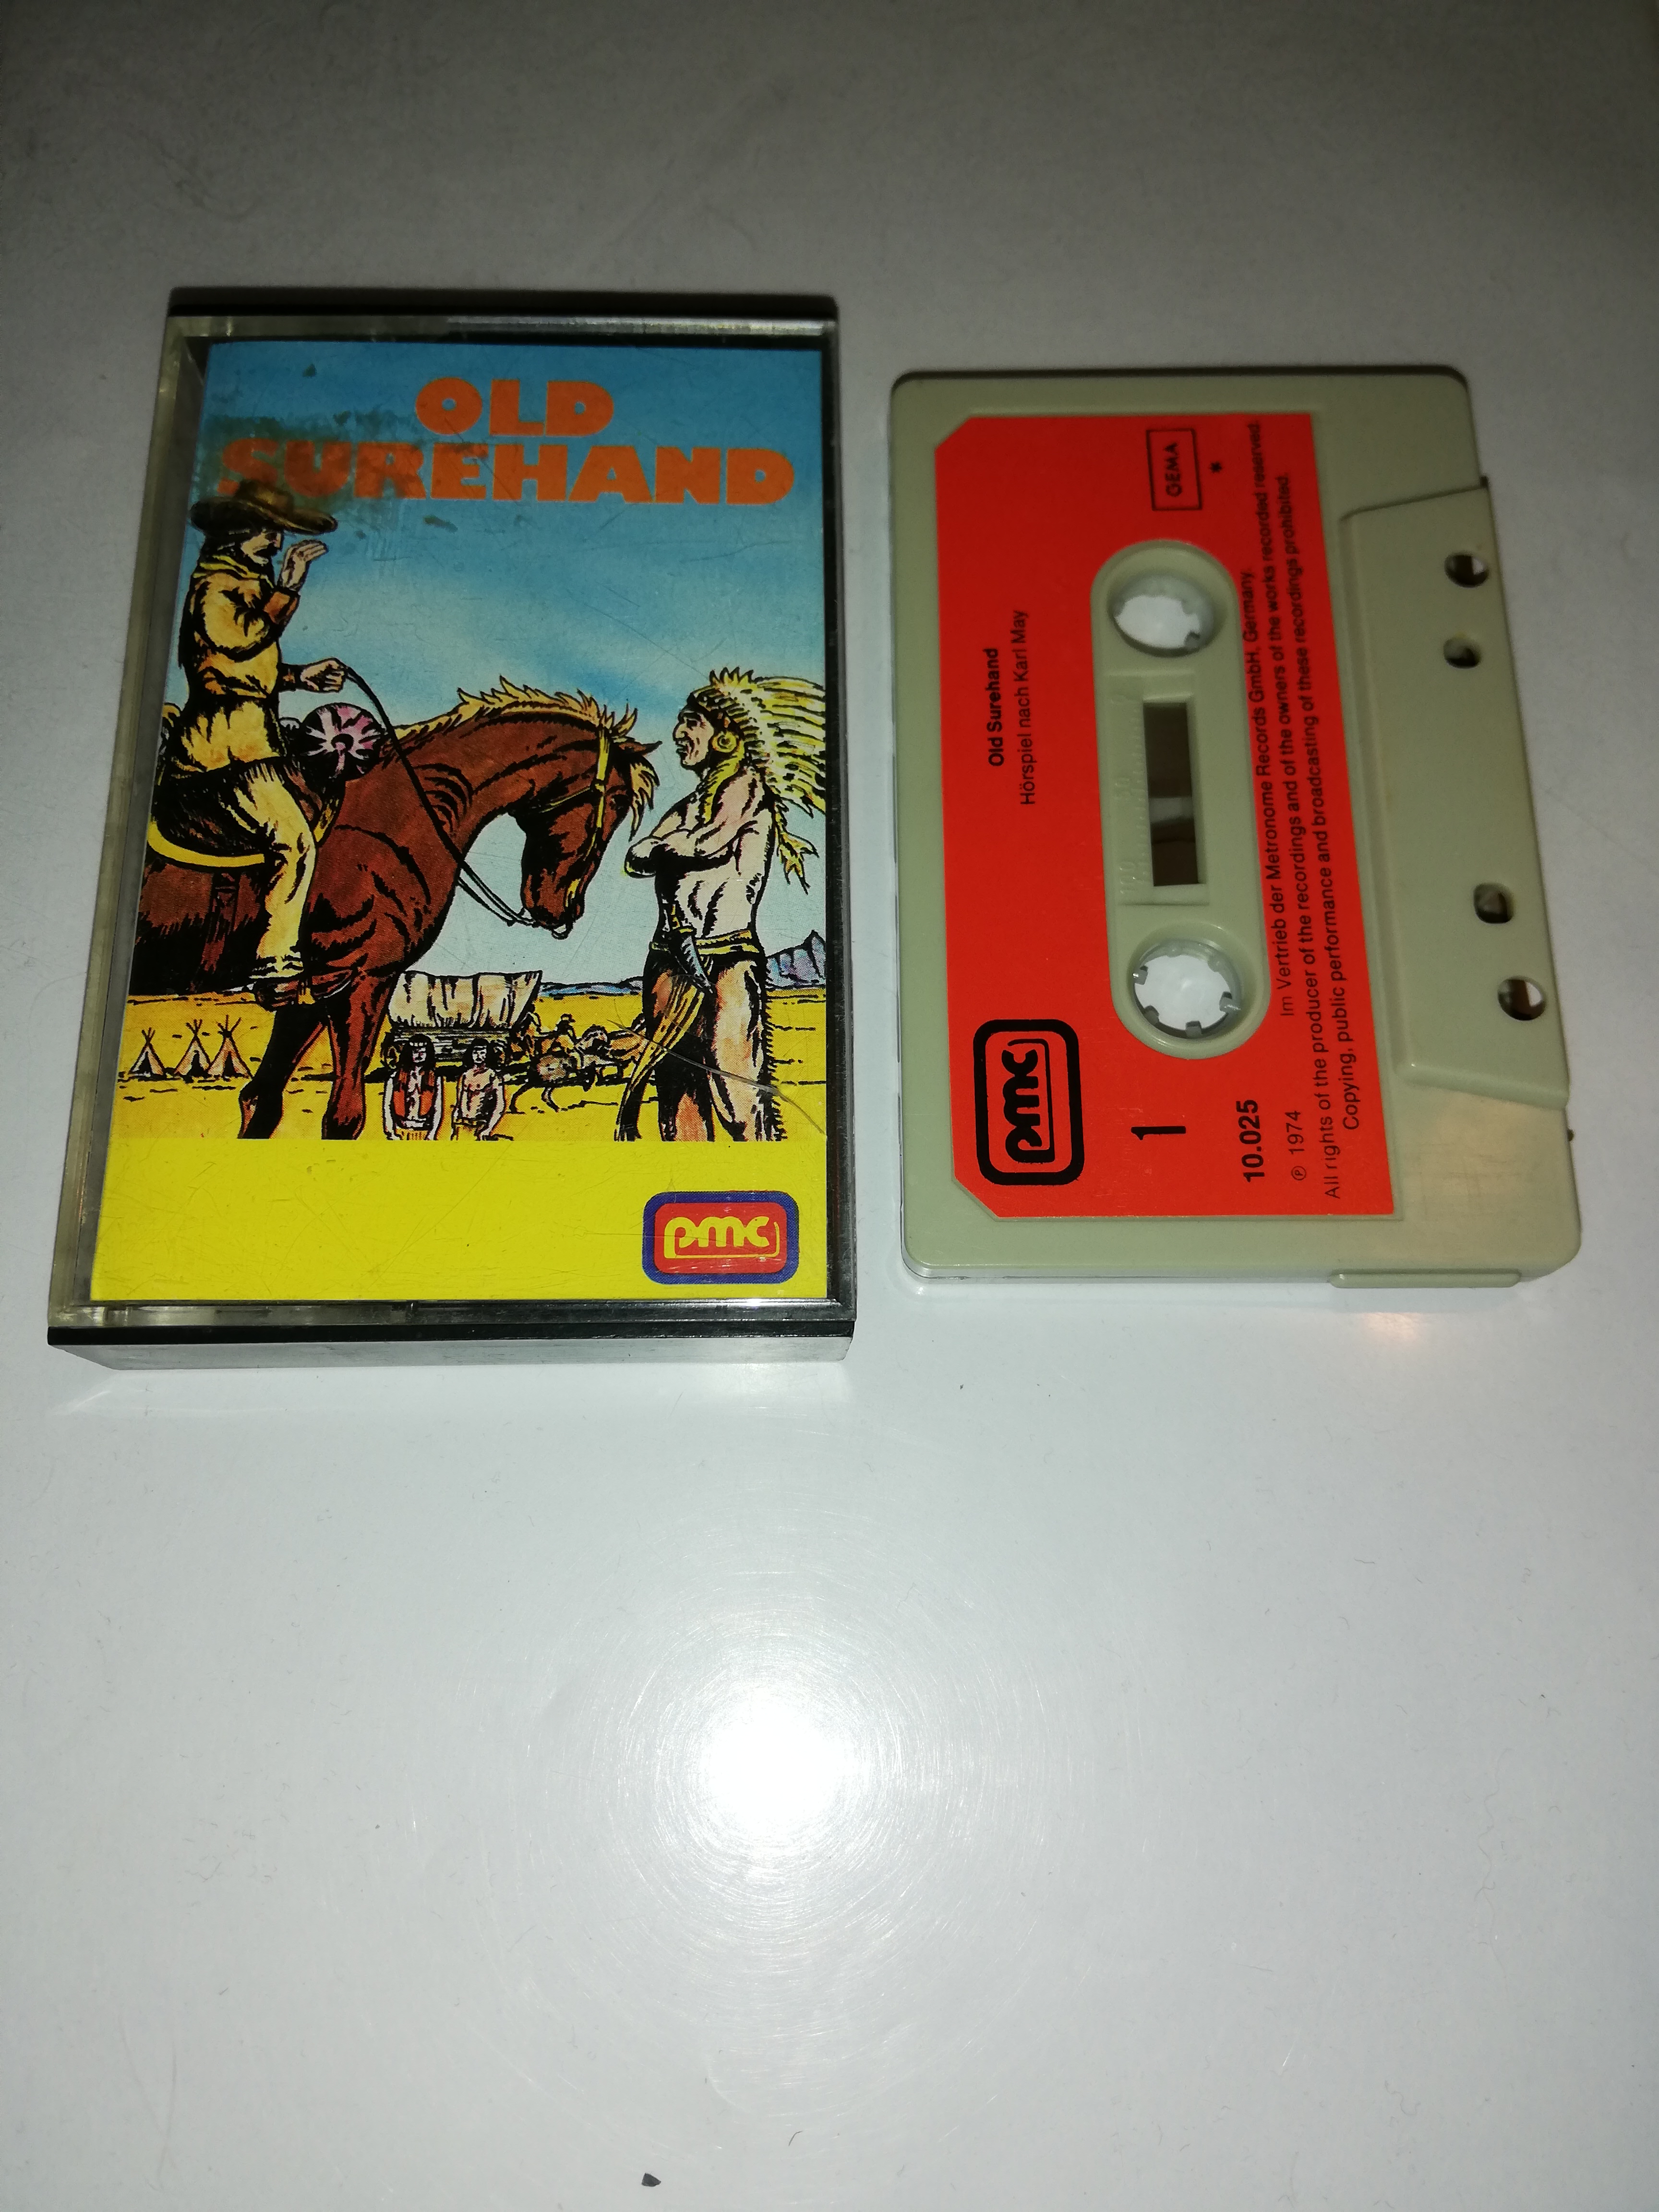 OLD
SUREHAND
pmc
GEMA
*
Old Surehand
Hörspiel nach Karl May
pmc
1
10.025
℗ 1974
Im Vertrieb der Metronome Records GmbH, Germany.
All rights of the producer of the recordings and of the owners of the works recorded reserved.
Copying, public performance and broadcasting of these recordings prohibited.